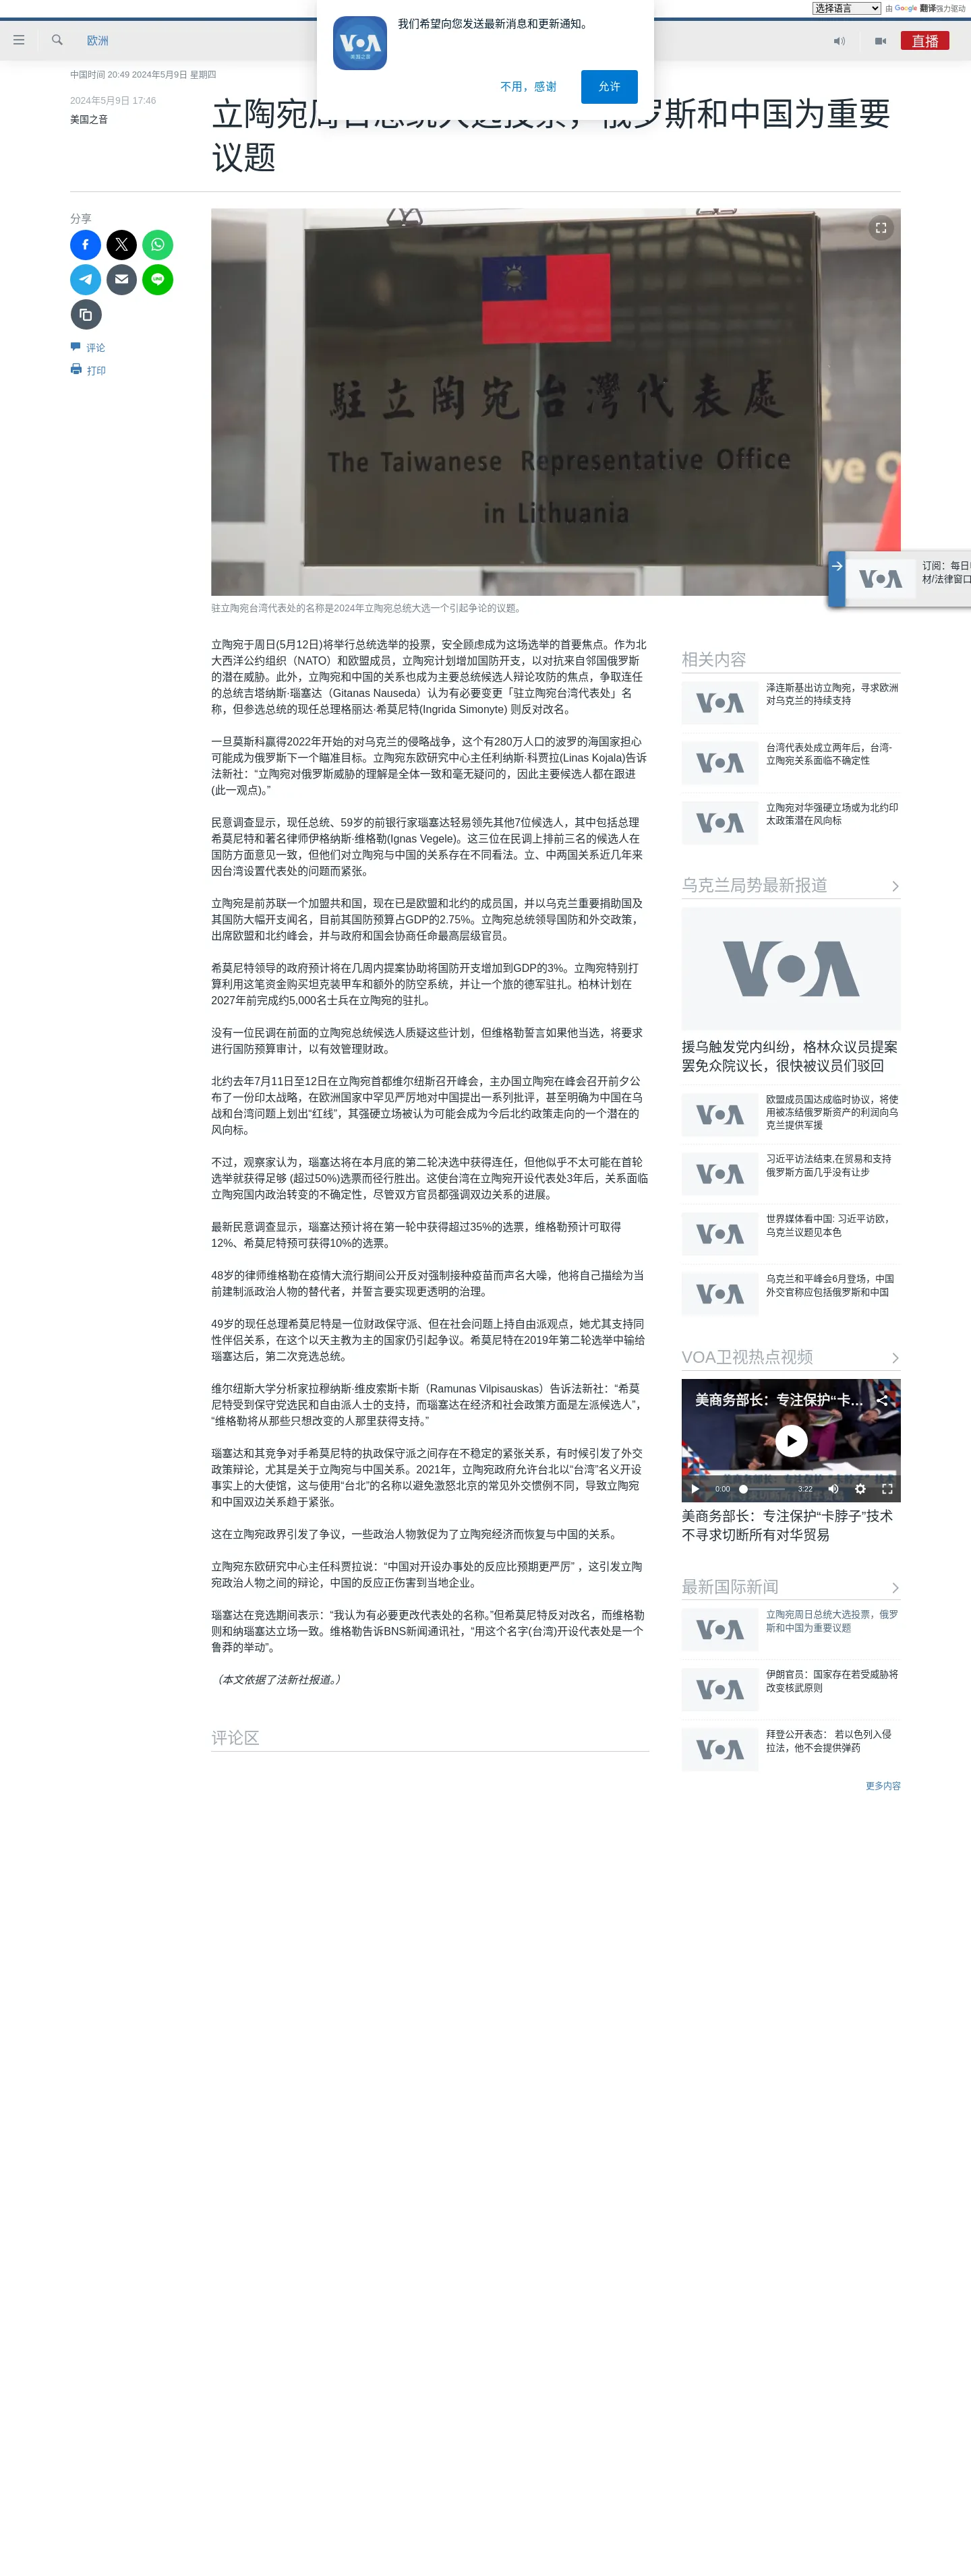 选择语言
由 Google 翻译强力驱动
我们希望向您发送最新消息和更新通知。
VOA
美国之音
不用，感谢
允许
欧洲
直播
中国时间 20:49 2024年5月9日 星期四
2024年5月9日 17:46
美国之音
议题
分享
LINE
评论
打印
駐立陶宛台灣代表處
The Taiwanese Representative Office
in Lithuania
ve O
驻立陶宛台湾代表处的名称是2024年立陶宛总统大选一个引起争论的议题。
立陶宛于周日(5月12日)将举行总统选举的投票，安全顾虑成为这场选举的首要焦点。作为北
大西洋公约组织（NATO）和欧盟成员，立陶宛计划增加国防开支，以对抗来自邻国俄罗斯
的潜在威胁。此外，立陶宛和中国的关系也成为主要总统候选人辩论攻防的焦点，争取连任
的总统吉塔纳斯·瑙塞达（Gitanas Nauseda）认为有必要变更「驻立陶宛台湾代表处」名
称，但参选总统的现任总理格丽达·希莫尼特(Ingrida Simonyte) 则反对改名。
一旦莫斯科赢得2022年开始的对乌克兰的侵略战争，这个有280万人口的波罗的海国家担心
可能成为俄罗斯下一个瞄准目标。立陶宛东欧研究中心主任利纳斯·科贾拉(Linas Kojala)告诉
法新社：“立陶宛对俄罗斯威胁的理解是全体一致和毫无疑问的，因此主要候选人都在跟进
(此一观点)。”
民意调查显示，现任总统、59岁的前银行家瑙塞达轻易领先其他7位候选人，其中包括总理
希莫尼特和著名律师伊格纳斯·维格勒(Ignas Vegele)。这三位在民调上排前三名的候选人在
国防方面意见一致，但他们对立陶宛与中国的关系存在不同看法。立、中两国关系近几年来
因台湾设置代表处的问题而紧张。
立陶宛是前苏联一个加盟共和国，现在已是欧盟和北约的成员国，并以乌克兰重要捐助国及
其国防大幅开支闻名，目前其国防预算占GDP的2.75%。立陶宛总统领导国防和外交政策，
出席欧盟和北约峰会，并与政府和国会协商任命最高层级官员。
希莫尼特领导的政府预计将在几周内提案协助将国防开支增加到GDP的3%。立陶宛特别打
算利用这笔资金购买坦克装甲车和额外的防空系统，并让一个旅的德军驻扎。柏林计划在
2027年前完成约5,000名士兵在立陶宛的驻扎。
没有一位民调在前面的立陶宛总统候选人质疑这些计划，但维格勒誓言如果他当选，将要求
进行国防预算审计，以有效管理财政。
北约去年7月11日至12日在立陶宛首都维尔纽斯召开峰会，主办国立陶宛在峰会召开前夕公
布了一份印太战略，在欧洲国家中罕见严厉地对中国提出一系列批评，甚至明确为中国在乌
战和台湾问题上划出“红线”，其强硬立场被认为可能会成为今后北约政策走向的一个潜在的
风向标。
不过，观察家认为，瑙塞达将在本月底的第二轮决选中获得连任，但他似乎不太可能在首轮
选举就获得足够 (超过50%)选票而径行胜出。这使台湾在立陶宛开设代表处3年后，关系面临
立陶宛国内政治转变的不确定性，尽管双方官员都强调双边关系的进展。
最新民意调查显示，瑙塞达预计将在第一轮中获得超过35%的选票，维格勒预计可取得
12%、希莫尼特预可获得10%的选票。
48岁的律师维格勒在疫情大流行期间公开反对强制接种疫苗而声名大噪，他将自己描绘为当
前建制派政治人物的替代者，并誓言要实现更透明的治理。
49岁的现任总理希莫尼特是一位财政保守派、但在社会问题上持自由派观点，她尤其支持同
性伴侣关系，在这个以天主教为主的国家仍引起争议。希莫尼特在2019年第二轮选举中输给
瑙塞达后，第二次竞选总统。
维尔纽斯大学分析家拉穆纳斯·维皮索斯卡斯（Ramunas Vilpisauskas）告诉法新社：“希莫
尼特受到保守党选民和自由派人士的支持，而瑙塞达在经济和社会政策方面是左派候选人”，
“维格勒将从那些只想改变的人那里获得支持。”
瑙塞达和其竞争对手希莫尼特的执政保守派之间存在不稳定的紧张关系，有时候引发了外交
政策辩论，尤其是关于立陶宛与中国关系。2021年，立陶宛政府允许台北以“台湾”名义开设
事实上的大使馆，这与使用“台北”的名称以避免激怒北京的常见外交惯例不同，导致立陶宛
和中国双边关系趋于紧张。
这在立陶宛政界引发了争议，一些政治人物敦促为了立陶宛经济而恢复与中国的关系。
立陶宛东欧研究中心主任科贾拉说：“中国对开设办事处的反应比预期更严厉” ，这引发立陶
宛政治人物之间的辩论，中国的反应正伤害到当地企业。
瑙塞达在竞选期间表示：“我认为有必要更改代表处的名称。”但希莫尼特反对改名，而维格勒
则和纳瑙塞达立场一致。维格勒告诉BNS新闻通讯社，“用这个名字(台湾)开设代表处是一个
鲁莽的举动”。
（本文依据了法新社报道。）
评论区
VOA
订阅：每日
材/法律窗口
相关内容
VOA
泽连斯基出访立陶宛，寻求欧洲
对乌克兰的持续支持
VOA
台湾代表处成立两年后，台湾-
立陶宛关系面临不确定性
VOA
立陶宛对华强硬立场或为北约印
太政策潜在风向标
乌克兰局势最新报道
VOA
援乌触发党内纠纷，格林众议员提案
罢免众院议长，很快被议员们驳回
VOA
欧盟成员国达成临时协议，将使
用被冻结俄罗斯资产的利润向乌
克兰提供军援
VOA
习近平访法结束,在贸易和支持
俄罗斯方面几乎没有让步
VOA
世界媒体看中国: 习近平访欧，
乌克兰议题见本色
VOA
乌克兰和平峰会6月登场，中国
外交官称应包括俄罗斯和中国
VOA卫视热点视频
美商务部长：专注保护“卡…
0:00
3:22
美商务部长：专注保护“卡脖子”技术
不寻求切断所有对华贸易
最新国际新闻
VOA
立陶宛周日总统大选投票，俄罗
斯和中国为重要议题
VOA
伊朗官员：国家存在若受威胁将
改变核武原则
VOA
拜登公开表态： 若以色列入侵
拉法，他不会提供弹药
更多内容